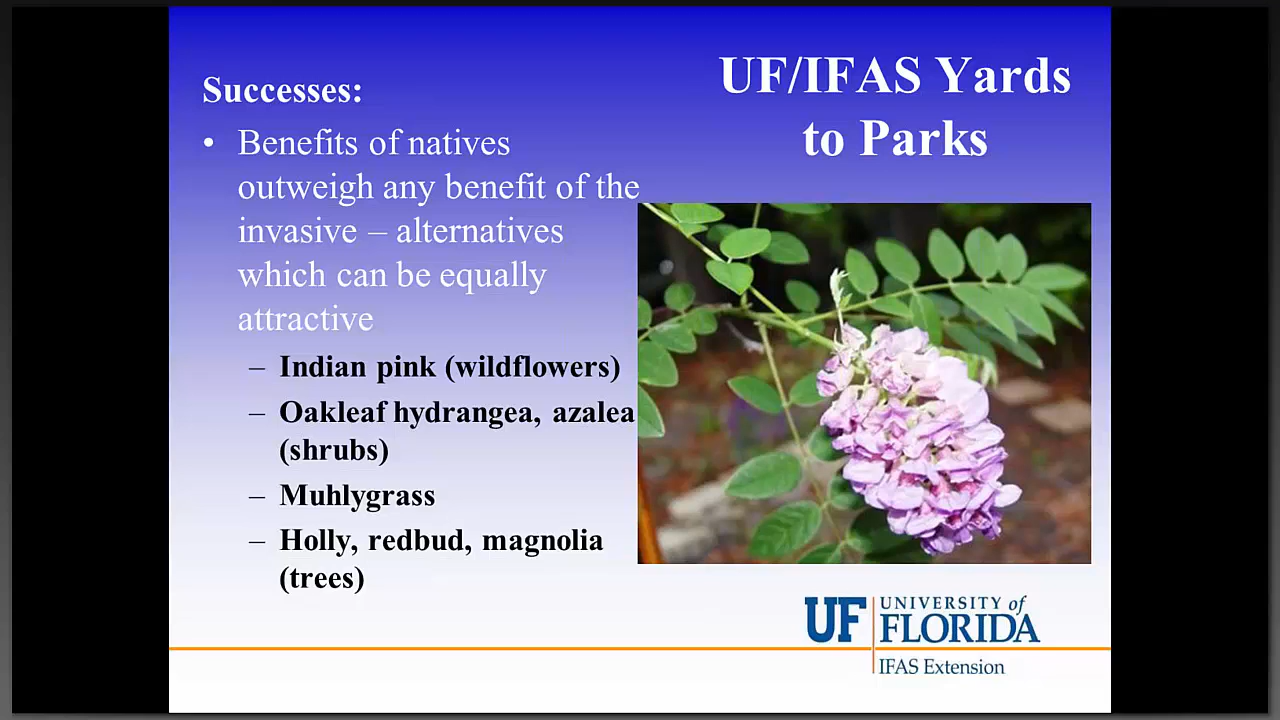 UF/IFAS Yards
to Parks
Successes:
• Benefits of natives
outweigh any benefit of the
invasive – alternatives
which can be equally
attractive
– Indian pink (wildflowers)
– Oakleaf hydrangea, azalea
(shrubs)
– Muhlygrass
– Holly, redbud, magnolia
(trees)
UF UNIVERSITY of
FLORIDA
IFAS Extension